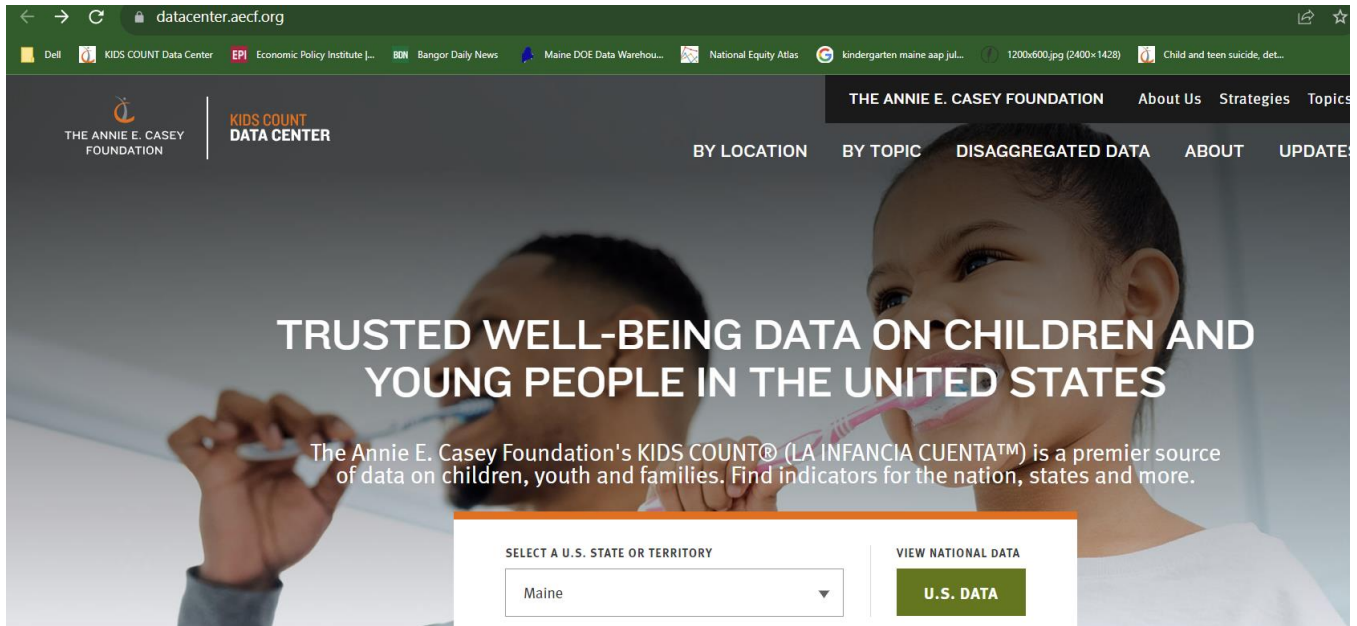 datacenter.aecf.org
Dell KIDS COUNT Data Center EPI Economic Policy Institute |... BDN Bangor Daily News Maine DOE Data Warehou... National Equity Atlas G kindergarten maine aap jul... 1200x600.jpg (2400×1428) Child and teen suicide, det...
THE ANNIE E. CASEY FOUNDATION About Us Strategies Topics
THE ANNIE E. CASEY
FOUNDATION
KIDS COUNT
DATA CENTER
BY LOCATION BY TOPIC DISAGGREGATED DATA ABOUT UPDATES
TRUSTED WELL-BEING DATA ON CHILDREN AND
YOUNG PEOPLE IN THE UNITED STATES
The Annie E. Casey Foundation's KIDS COUNT® (LA INFANCIA CUENTA™) is a premier source
of data on children, youth and families. Find indicators for the nation, states and more.
SELECT A U.S. STATE OR TERRITORY
Maine
VIEW NATIONAL DATA
U.S. DATA